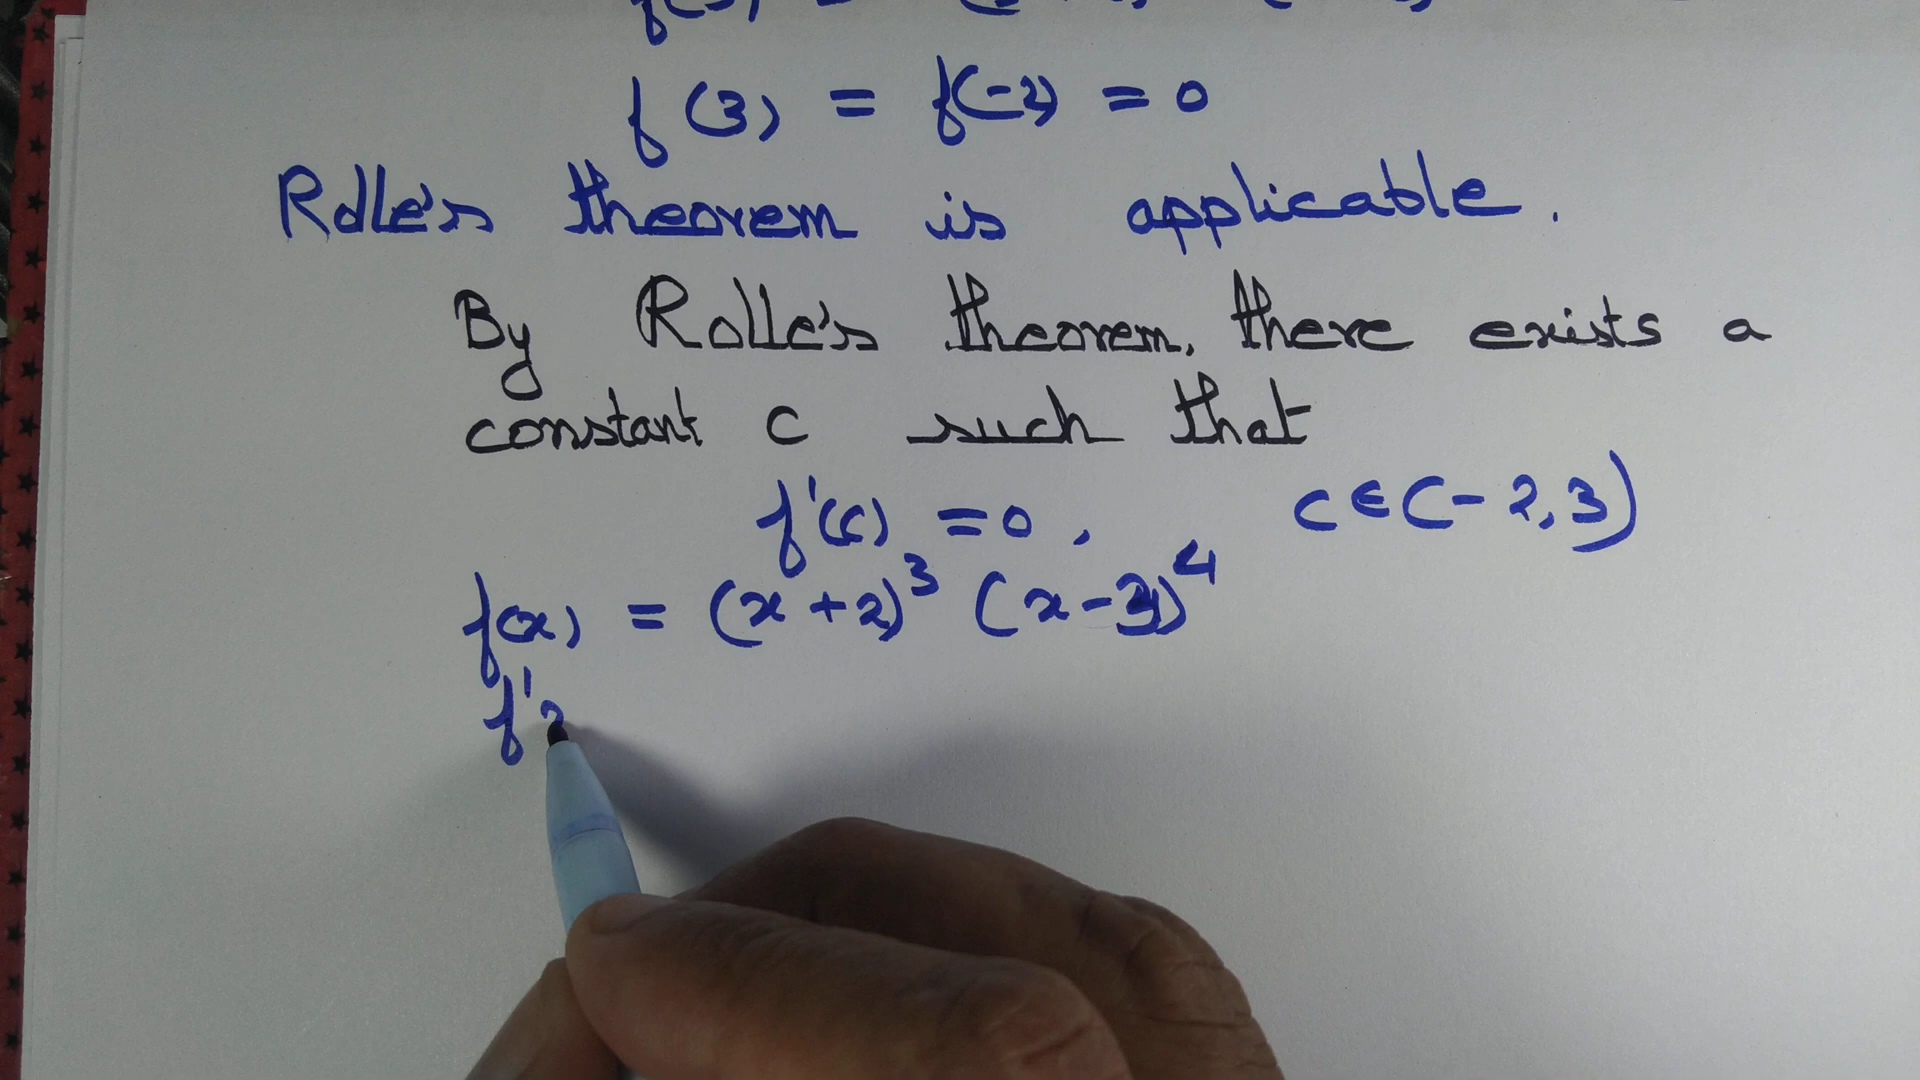 f(3) = f(-2) = 0
Rolle's theorem is applicable.
By Rolle's theorem, there exists a
constant c such that
f'(c) = 0, c∈(-2,3)
f(x) = (x+2)³ (x-3)⁴
f'